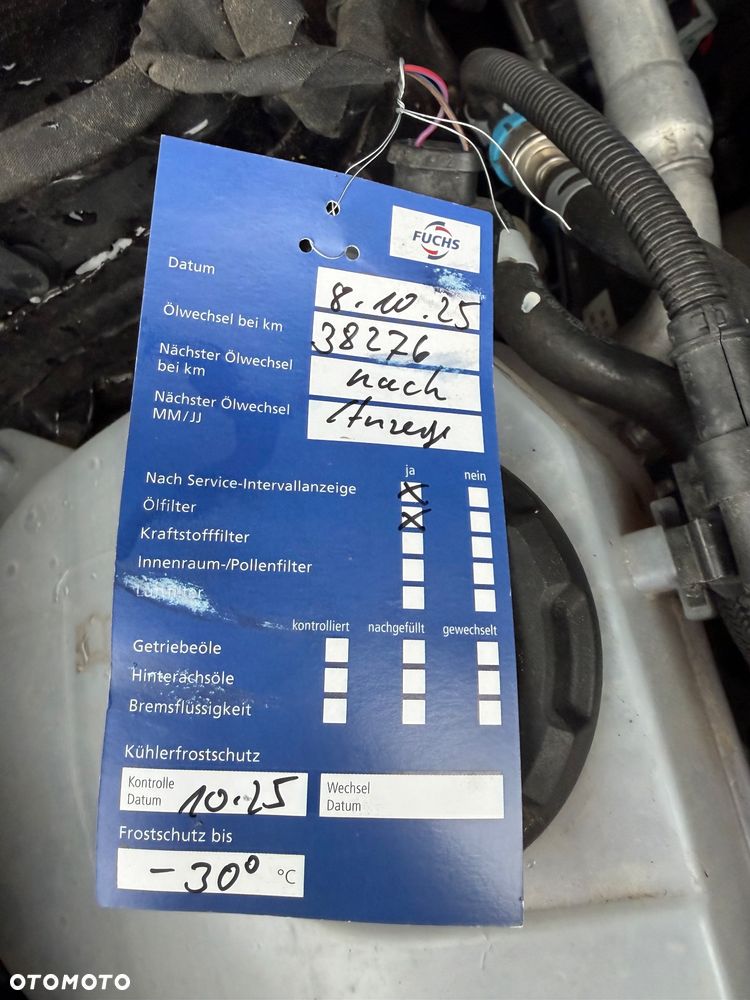 FUCHS
Datum 8.10.25
Ölwechsel bei km 38276
Nächster Ölwechsel
bei km nach
Nächster Ölwechsel
MM/JJ Anzeige
ja nein
Nach Service-Intervallanzeige X
Ölfilter X
Kraftstofffilter
Innenraum-/Pollenfilter
Luftfilter
kontrolliert nachgefüllt gewechselt
Getriebeöle
Hinterachsöle
Bremsflüssigkeit
Kühlerfrostschutz
Kontrolle
Datum 10.25
Wechsel
Datum
Frostschutz bis
-30° °C
OTOMOTO